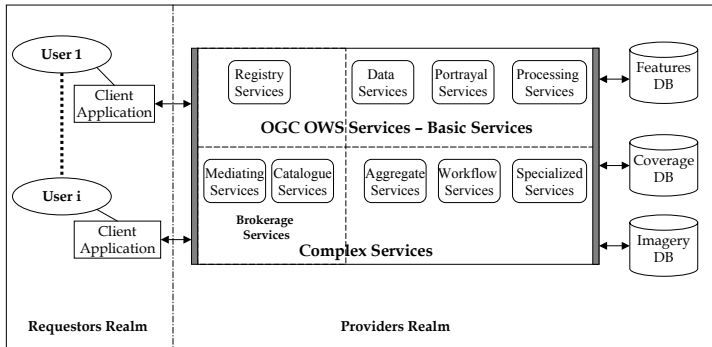 User 1
Client
Application
User i
Client
Application
Requestors Realm
Registry
Services
Data
Services
Portrayal
Services
Processing
Services
OGC OWS Services – Basic Services
Mediating
Services
Catalogue
Services
Aggregate
Services
Workflow
Services
Specialized
Services
Brokerage
Services
Complex Services
Features
DB
Coverage
DB
Imagery
DB
Providers Realm